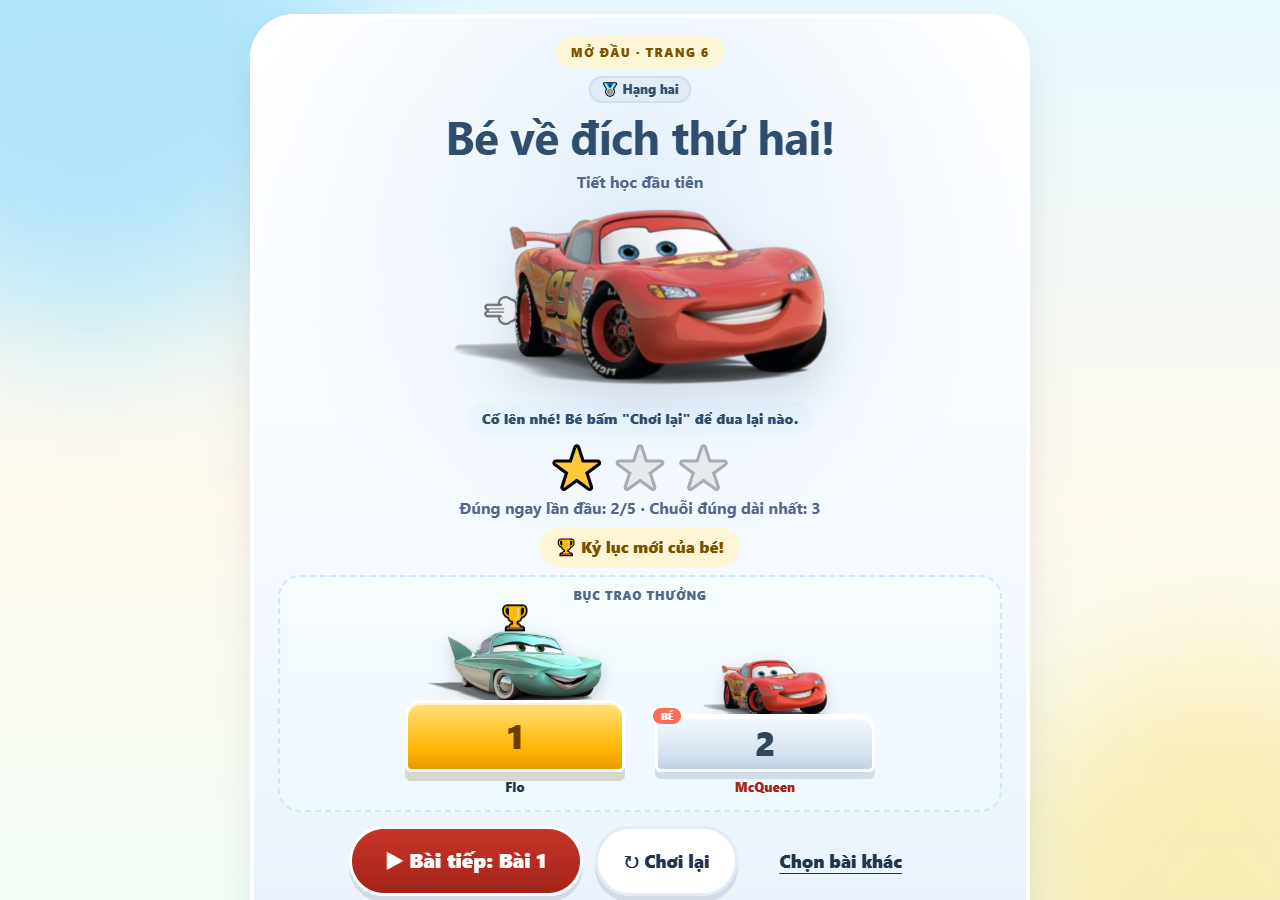 MỞ ĐẦU · TRANG 6
🥈 Hạng hai
Bé về đích thứ hai!
Tiết học đầu tiên
95
LIGHTYEAR
Cố lên nhé! Bé bấm "Chơi lại" để đua lại nào.
Đúng ngay lần đầu: 2/5 · Chuỗi đúng dài nhất: 3
🏆 Kỷ lục mới của bé!
BỤC TRAO THƯỞNG
1
BÉ
2
Flo
McQueen
▶ Bài tiếp: Bài 1
↻ Chơi lại
Chọn bài khác